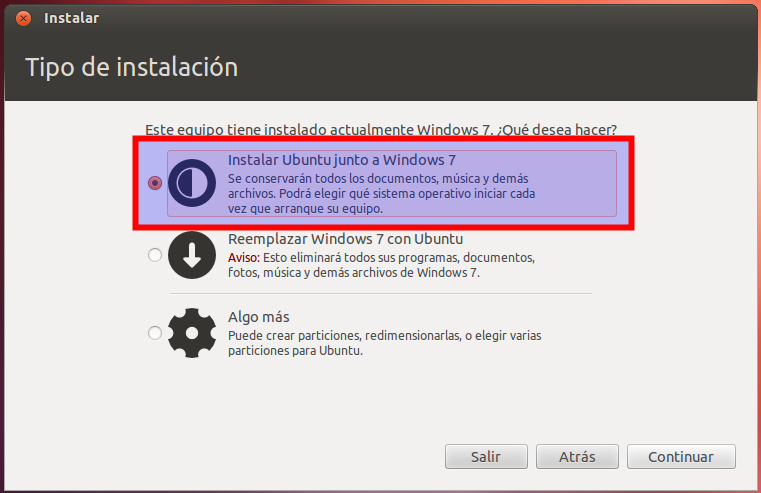 Instalar
Tipo de instalación
Este equipo tiene instalado actualmente Windows 7. ¿Qué desea hacer?
Instalar Ubuntu junto a Windows 7
Se conservarán todos los documentos, música y demás
archivos. Podrá elegir qué sistema operativo iniciar cada
vez que arranque su equipo.
Reemplazar Windows 7 con Ubuntu
Aviso: Esto eliminará todos sus programas, documentos,
fotos, música y demás archivos de Windows 7.
Algo más
Puede crear particiones, redimensionarlas, o elegir varias
particiones para Ubuntu.
Salir
Atrás
Continuar